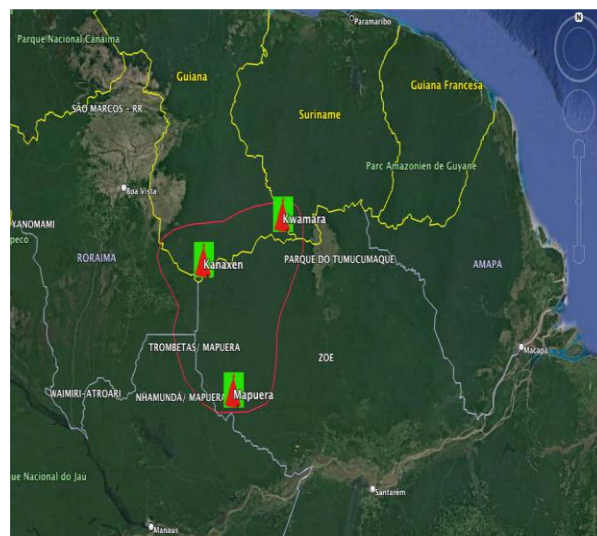 Paramaribo
Parque Nacional Canaima
Guiana
Guiana Francesa
SÃO MARCOS - RR
Suriname
Parc Amazonien de Guyane
Boa Vista
Kwamara
YANOMAMI
peco
RORAIMA
Kanaxen
PARQUE DO TUMUCUMAQUE
AMAPA
TROMBETAS/ MAPUERA
ZOE
Macapa
WAIMIRI-ATROARI
NHAMUNDÁ/ MAPUERA
Mapuera
ue Nacional do Jaú
Santarém
Manaus
N